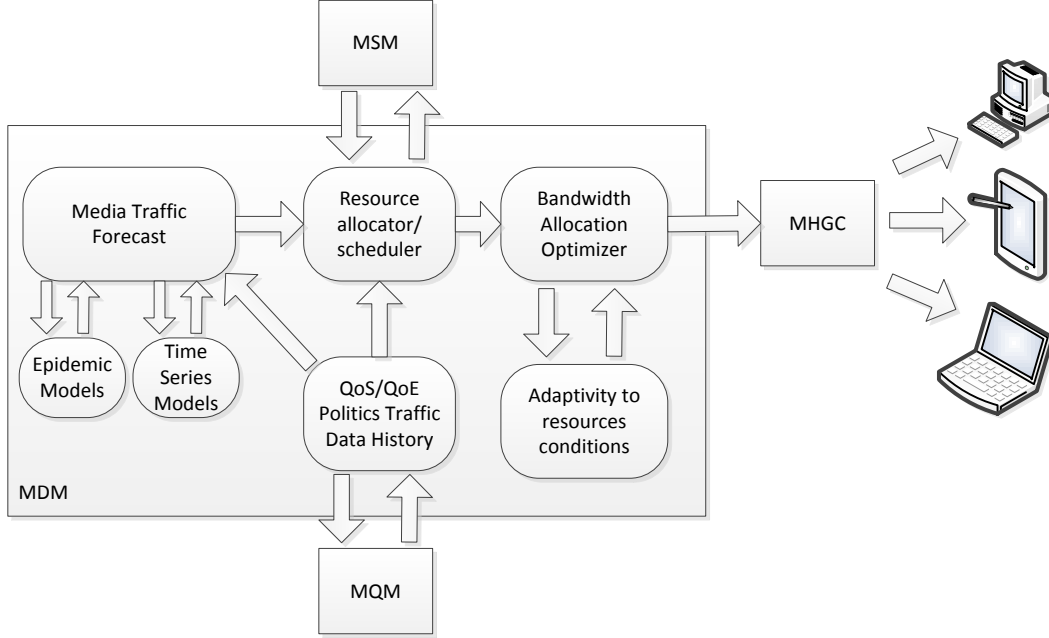 MSM
Media Traffic
Forecast
Resource
allocator/
scheduler
Bandwidth
Allocation
Optimizer
MHGC
Epidemic
Models
Time
Series
Models
QoS/QoE
Politics Traffic
Data History
Adaptivity to
resources
conditions
MDM
MQM